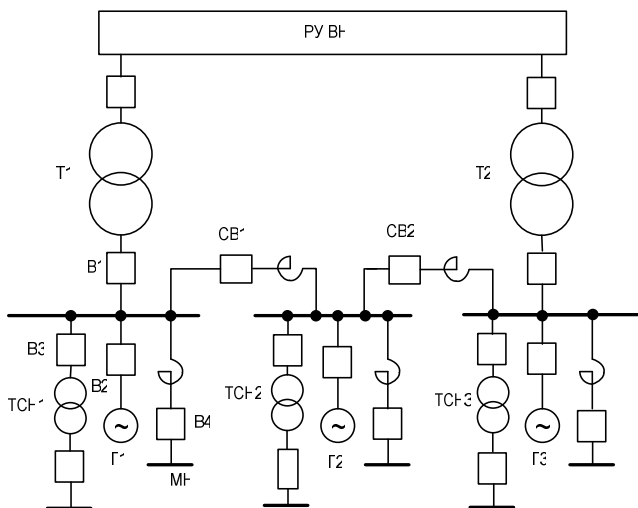 РУ ВН
Т1
Т2
СВ1
СВ2
В1
В3
В2
ТСН1
Г1
В4
МН
ТСН2
Г2
ТСН3
Г3